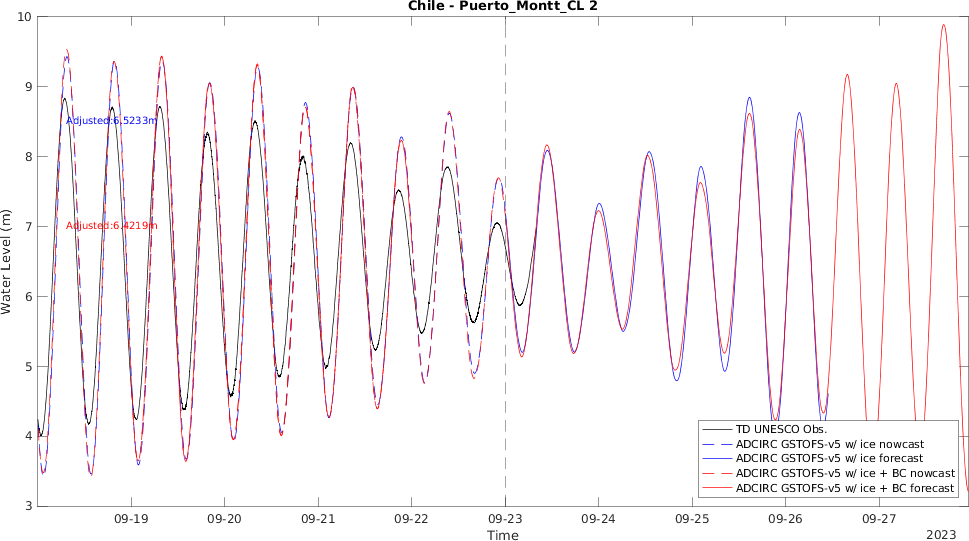 Chile - Puerto_Montt_CL 2
10
9
8
7
6
5
4
3
Water Level (m)
Adjusted:6.5233m
Adjusted:6.4219m
TD UNESCO Obs.
ADCIRC GSTOFS-v5 w/ ice nowcast
ADCIRC GSTOFS-v5 w/ ice forecast
ADCIRC GSTOFS-v5 w/ ice + BC nowcast
ADCIRC GSTOFS-v5 w/ ice + BC forecast
09-19 09-20 09-21 09-22 09-23 09-24 09-25 09-26 09-27
Time
2023